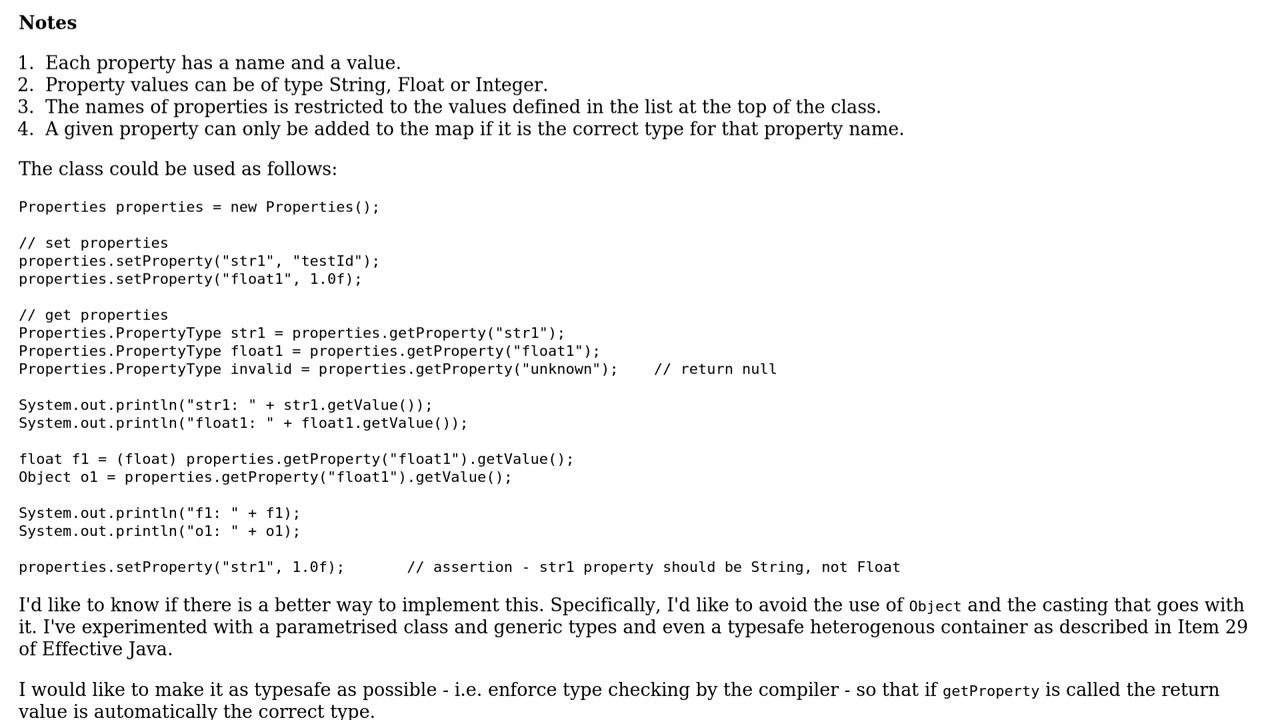 Notes
1. Each property has a name and a value.
2. Property values can be of type String, Float or Integer.
3. The names of properties is restricted to the values defined in the list at the top of the class.
4. A given property can only be added to the map if it is the correct type for that property name.
The class could be used as follows:
Properties properties = new Properties();
// set properties
properties.setProperty("str1", "testId");
properties.setProperty("float1", 1.0f);
// get properties
Properties.PropertyType str1 = properties.getProperty("str1");
Properties.PropertyType float1 = properties.getProperty("float1");
Properties.PropertyType invalid = properties.getProperty("unknown");    // return null
System.out.println("str1: " + str1.getValue());
System.out.println("float1: " + float1.getValue());
float f1 = (float) properties.getProperty("float1").getValue();
Object o1 = properties.getProperty("float1").getValue();
System.out.println("f1: " + f1);
System.out.println("o1: " + o1);
properties.setProperty("str1", 1.0f);       // assertion - str1 property should be String, not Float
I'd like to know if there is a better way to implement this. Specifically, I'd like to avoid the use of Object and the casting that goes with
it. I've experimented with a parametrised class and generic types and even a typesafe heterogenous container as described in Item 29
of Effective Java.
I would like to make it as typesafe as possible - i.e. enforce type checking by the compiler - so that if getProperty is called the return
value is automatically the correct type.